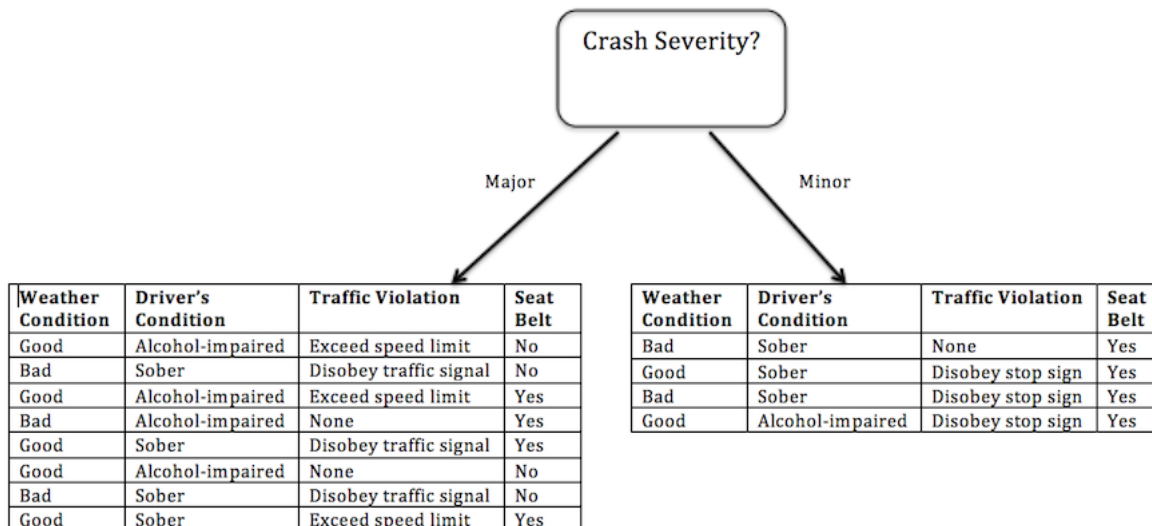 Crash Severity?
Major
Minor
Weather Condition Driver's Condition Traffic Violation Seat Belt
Good Alcohol-impaired Exceed speed limit No
Bad Sober Disobey traffic signal No
Good Alcohol-impaired Exceed speed limit Yes
Bad Alcohol-impaired None Yes
Good Sober Disobey traffic signal Yes
Good Alcohol-impaired None No
Bad Sober Disobey traffic signal No
Good Sober Exceed speed limit Yes
Weather Condition Driver's Condition Traffic Violation Seat Belt
Bad Sober None Yes
Good Sober Disobey stop sign Yes
Bad Sober Disobey stop sign Yes
Good Alcohol-impaired Disobey stop sign Yes